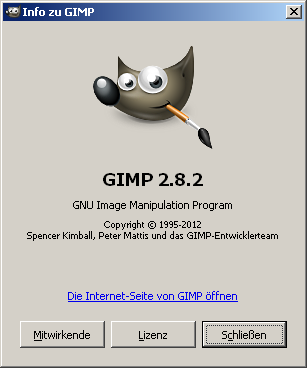 Info zu GIMP
GIMP 2.8.2
GNU Image Manipulation Program
Copyright © 1995-2012
Spencer Kimball, Peter Mattis und das GIMP-Entwicklerteam
Die Internet-Seite von GIMP öffnen
Mitwirkende
Lizenz
Schließen